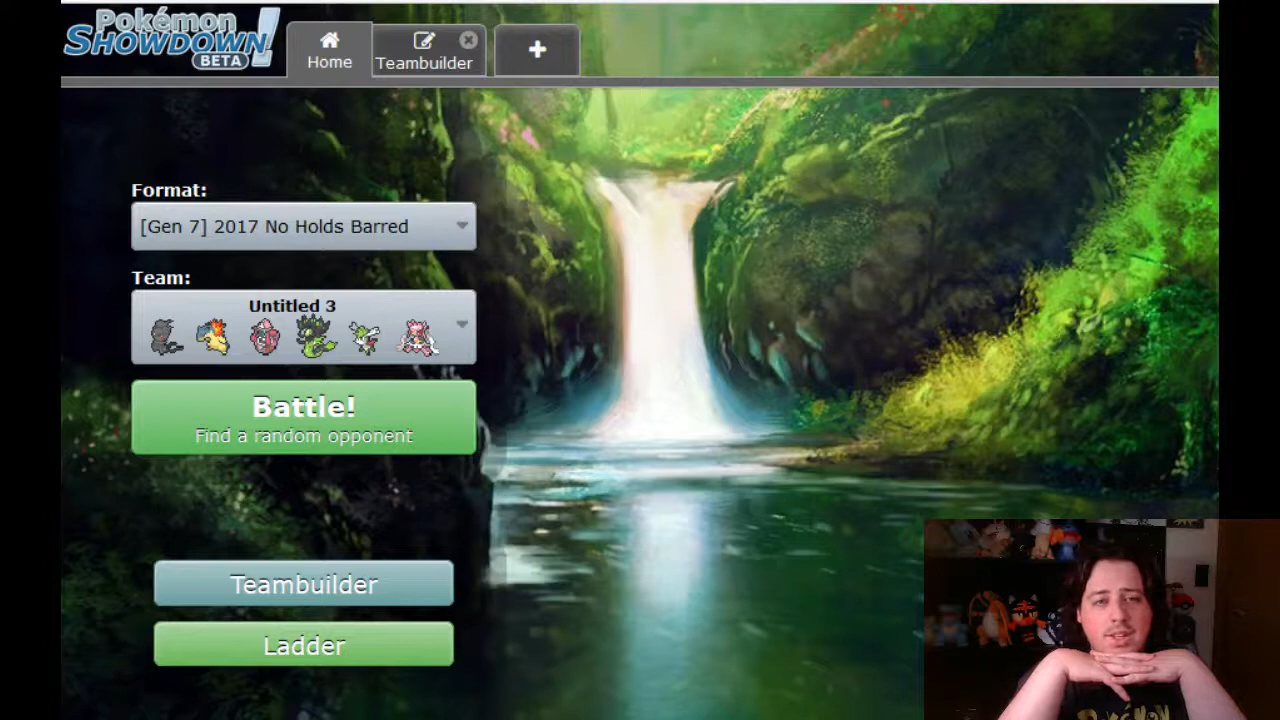 Pokémon
SHOWDOWN!
BETA
Home
Teambuilder
+
Format:
[Gen 7] 2017 No Holds Barred
Team:
Untitled 3
Battle!
Find a random opponent
Teambuilder
Ladder
POKÉMON